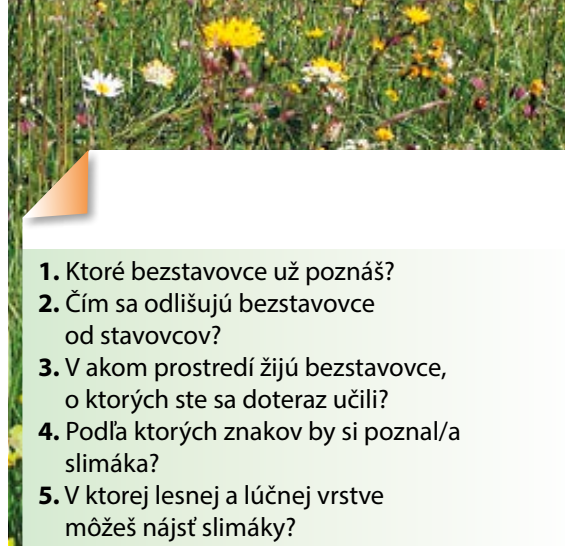 1. Ktoré bezstavovce už poznáš?
2. Čím sa odlišujú bezstavovce
od stavovcov?
3. V akom prostredí žijú bezstavovce,
o ktorých ste sa doteraz učili?
4. Podľa ktorých znakov by si poznal/a
slimáka?
5. V ktorej lesnej a lúčnej vrstve
môžeš nájsť slimáky?